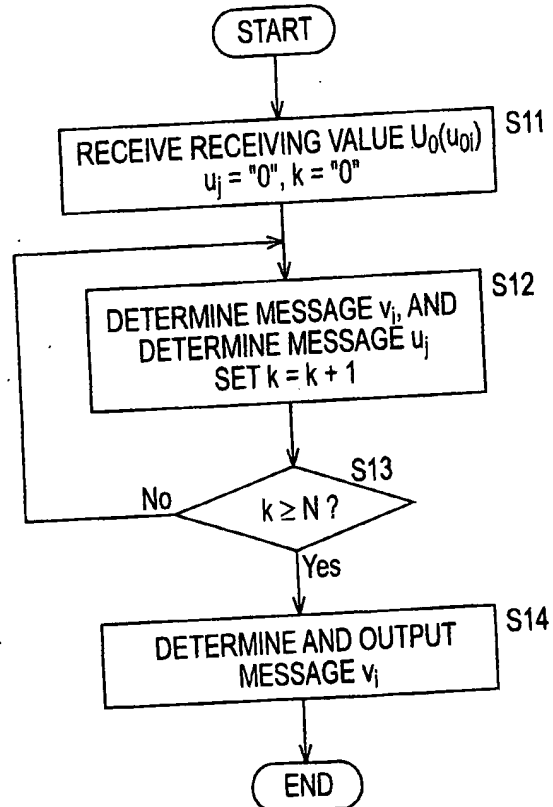 START
RECEIVE RECEIVING VALUE U₀(u₀ᵢ)
uⱼ = "0", k = "0"
S11
DETERMINE MESSAGE vᵢ, AND
DETERMINE MESSAGE uⱼ
SET k = k + 1
S12
S13
k ≥ N ?
No
Yes
DETERMINE AND OUTPUT
MESSAGE vᵢ
S14
END